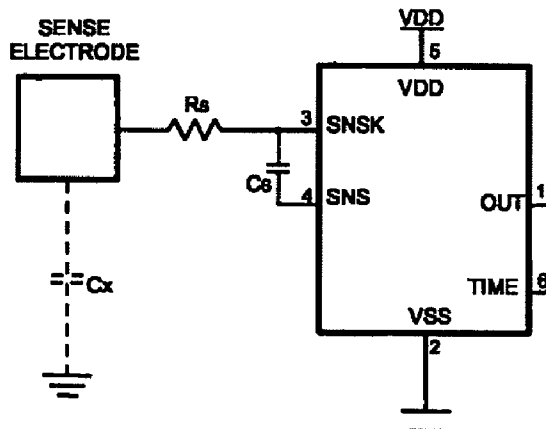 SENSE
ELECTRODE
VDD
5
VDD
Rs
3
SNSK
Cs
4
SNS
OUT
1
TIME
6
Cx
VSS
2